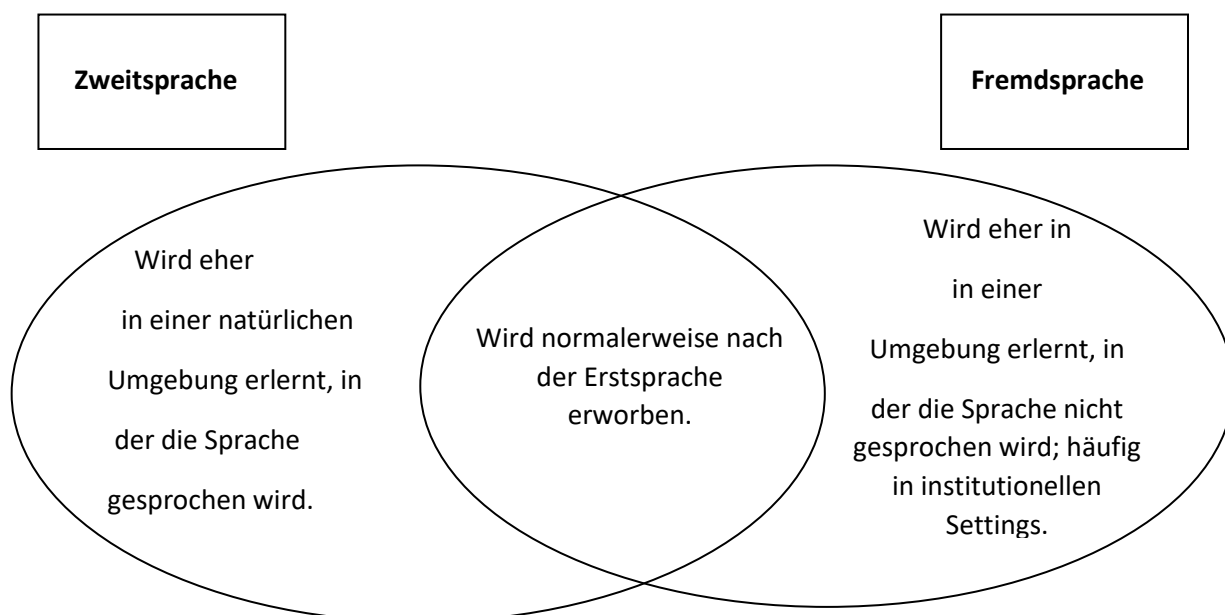 Zweitsprache
Fremdsprache
Wird eher
in einer natürlichen
Umgebung erlernt, in
der die Sprache
gesprochen wird.
Wird normalerweise nach
der Erstsprache
erworben.
Wird eher in
in einer
Umgebung erlernt, in
der die Sprache nicht
gesprochen wird; häufig
in institutionellen
Settings.